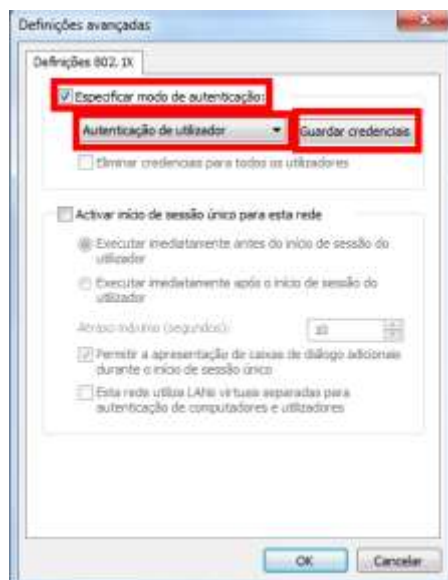 Definições avançadas
Definições 802.1X
Especificar modo de autenticação:
Autenticação de utilizador
Guardar credenciais
Eliminar credenciais para todos os utilizadores
Activar início de sessão único para esta rede
Executar imediatamente antes do início de sessão do
utilizador
Executar imediatamente após o início de sessão do
utilizador
Atraso máximo (segundos):
10
Permitir a apresentação de caixas de diálogo adicionais
durante o início de sessão único
Esta rede utiliza LANs virtuais separadas para
autenticação de computadores e utilizadores
OK
Cancelar